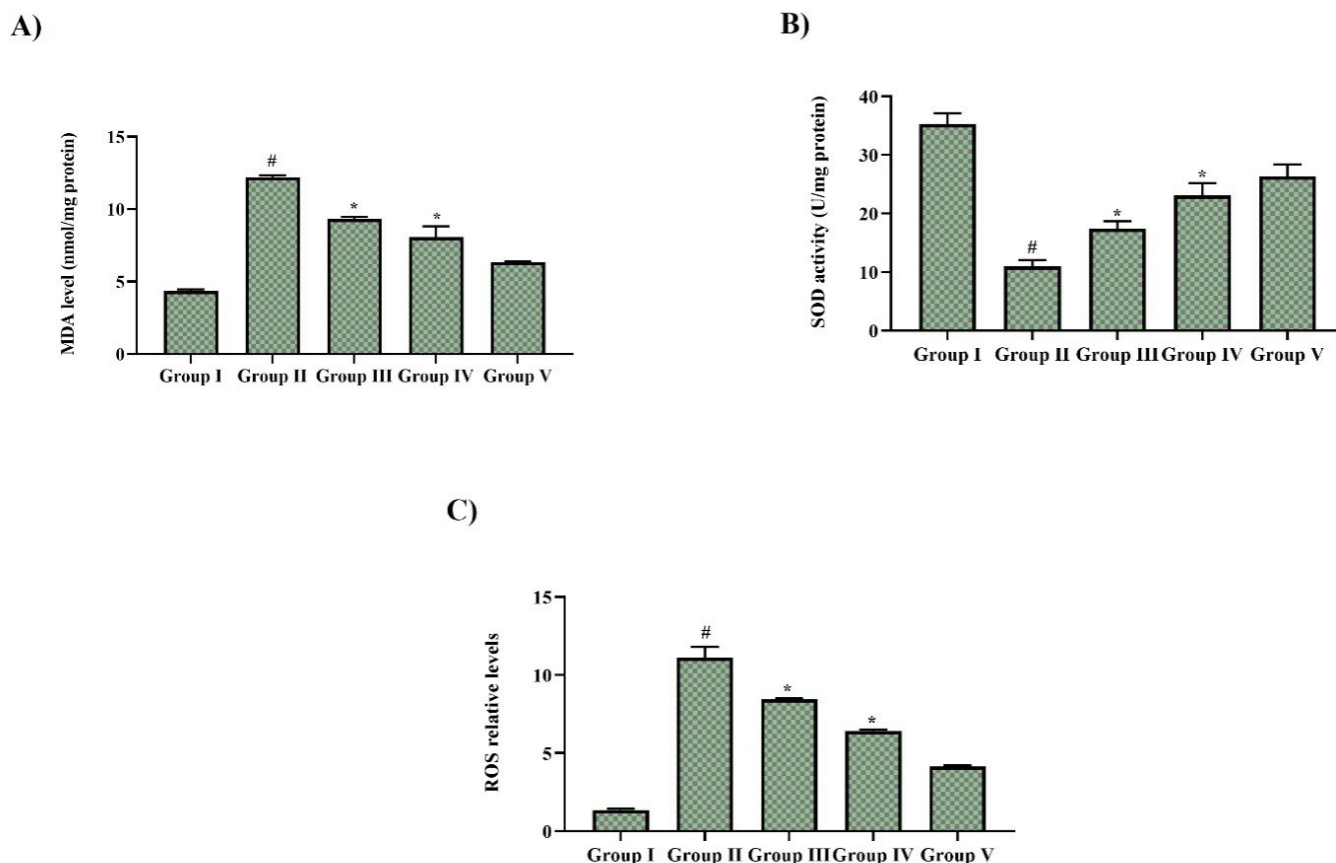 A)
MDA level (nmol/mg protein)
15
10
5
0
#
*
*
Group I Group II Group III Group IV Group V
B)
SOD activity (U/mg protein)
40
30
20
10
0
#
*
*
Group I Group II Group III Group IV Group V
C)
ROS relative levels
15
10
5
0
#
*
*
Group I Group II Group III Group IV Group V